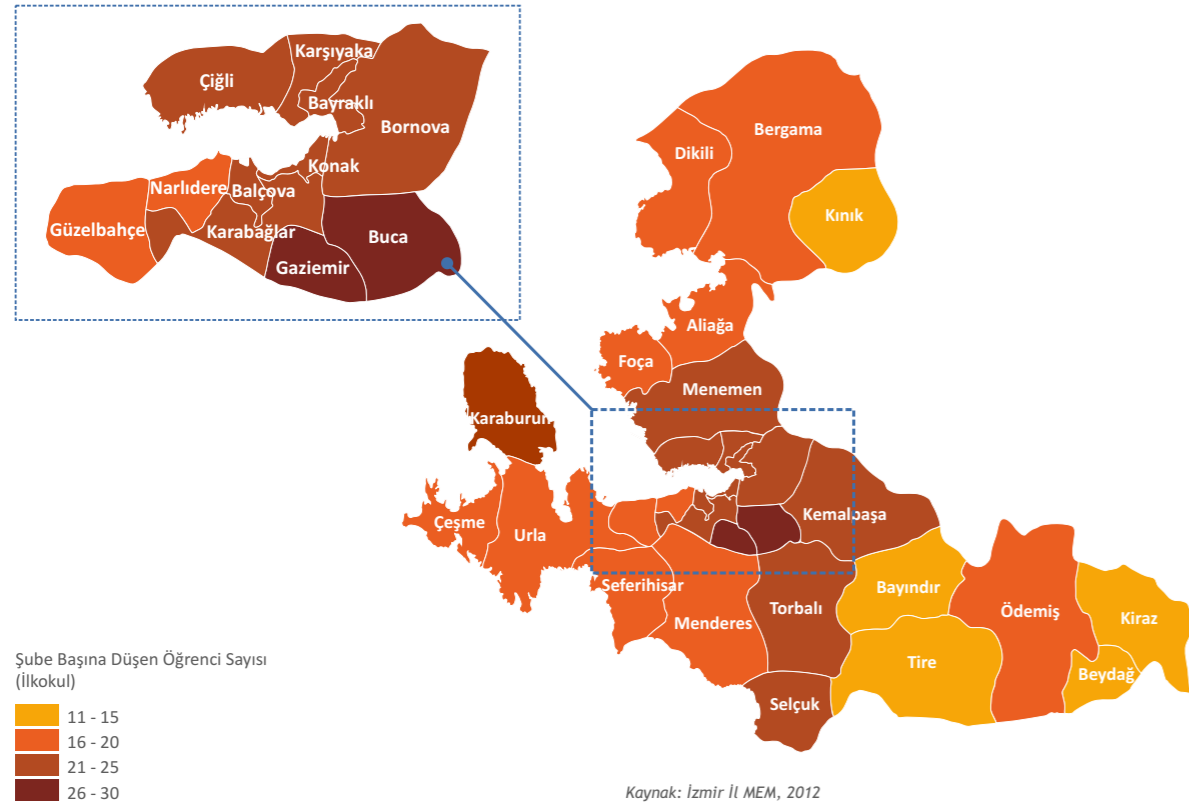 Karşıyaka
Çiğli
Bayraklı
Bornova
Konak
Narlıdere
Balçova
Güzelbahçe
Karabağlar
Buca
Gaziemir
Bergama
Dikili
Kınık
Aliağa
Foça
Menemen
Karaburun
Kemalpaşa
Çeşme
Urla
Seferihisar
Bayındır
Torbalı
Ödemiş
Kiraz
Menderes
Tire
Beydağ
Selçuk
Şube Başına Düşen Öğrenci Sayısı
(İlkokul)
11 - 15
16 - 20
21 - 25
26 - 30
Kaynak: İzmir İl MEM, 2012